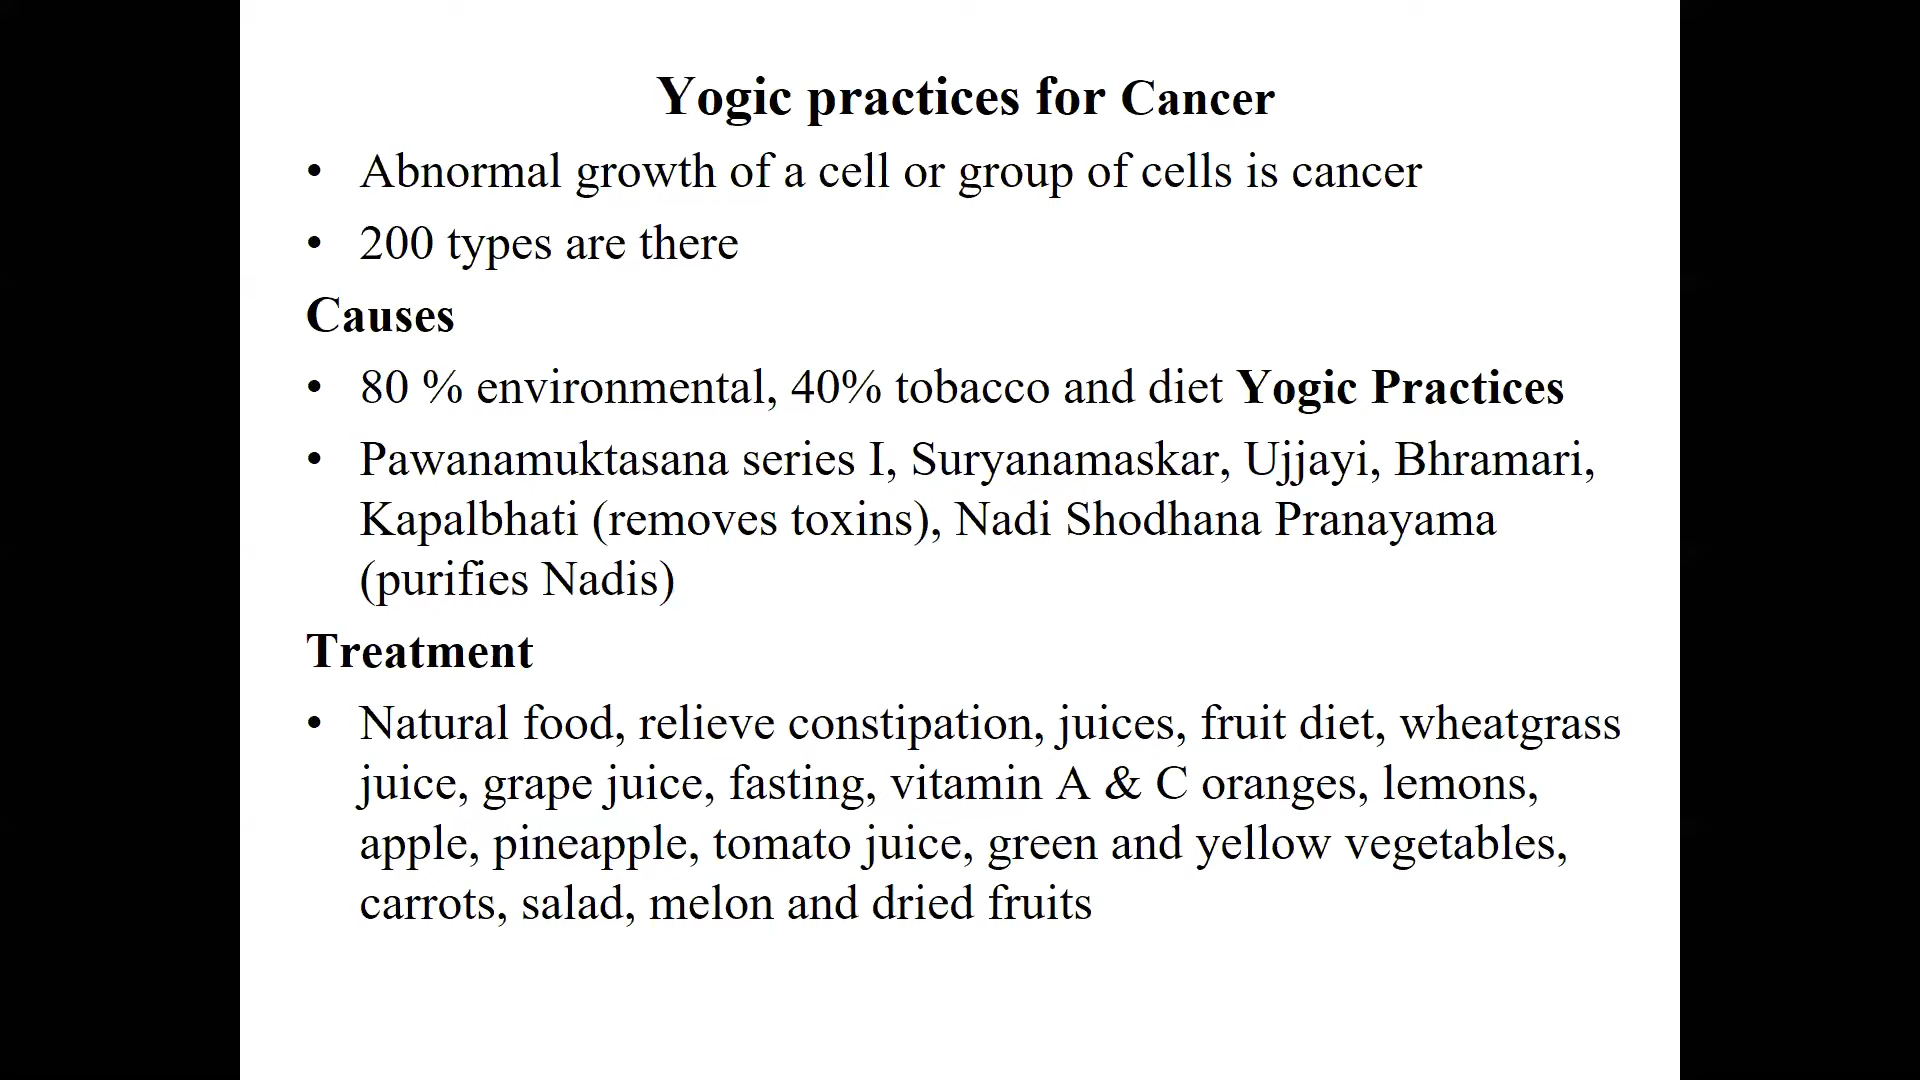 Yogic practices for Cancer
• Abnormal growth of a cell or group of cells is cancer
• 200 types are there
Causes
• 80 % environmental, 40% tobacco and diet Yogic Practices
• Pawanamuktasana series I, Suryanamaskar, Ujjayi, Bhramari,
Kapalbhati (removes toxins), Nadi Shodhana Pranayama
(purifies Nadis)
Treatment
• Natural food, relieve constipation, juices, fruit diet, wheatgrass
juice, grape juice, fasting, vitamin A & C oranges, lemons,
apple, pineapple, tomato juice, green and yellow vegetables,
carrots, salad, melon and dried fruits